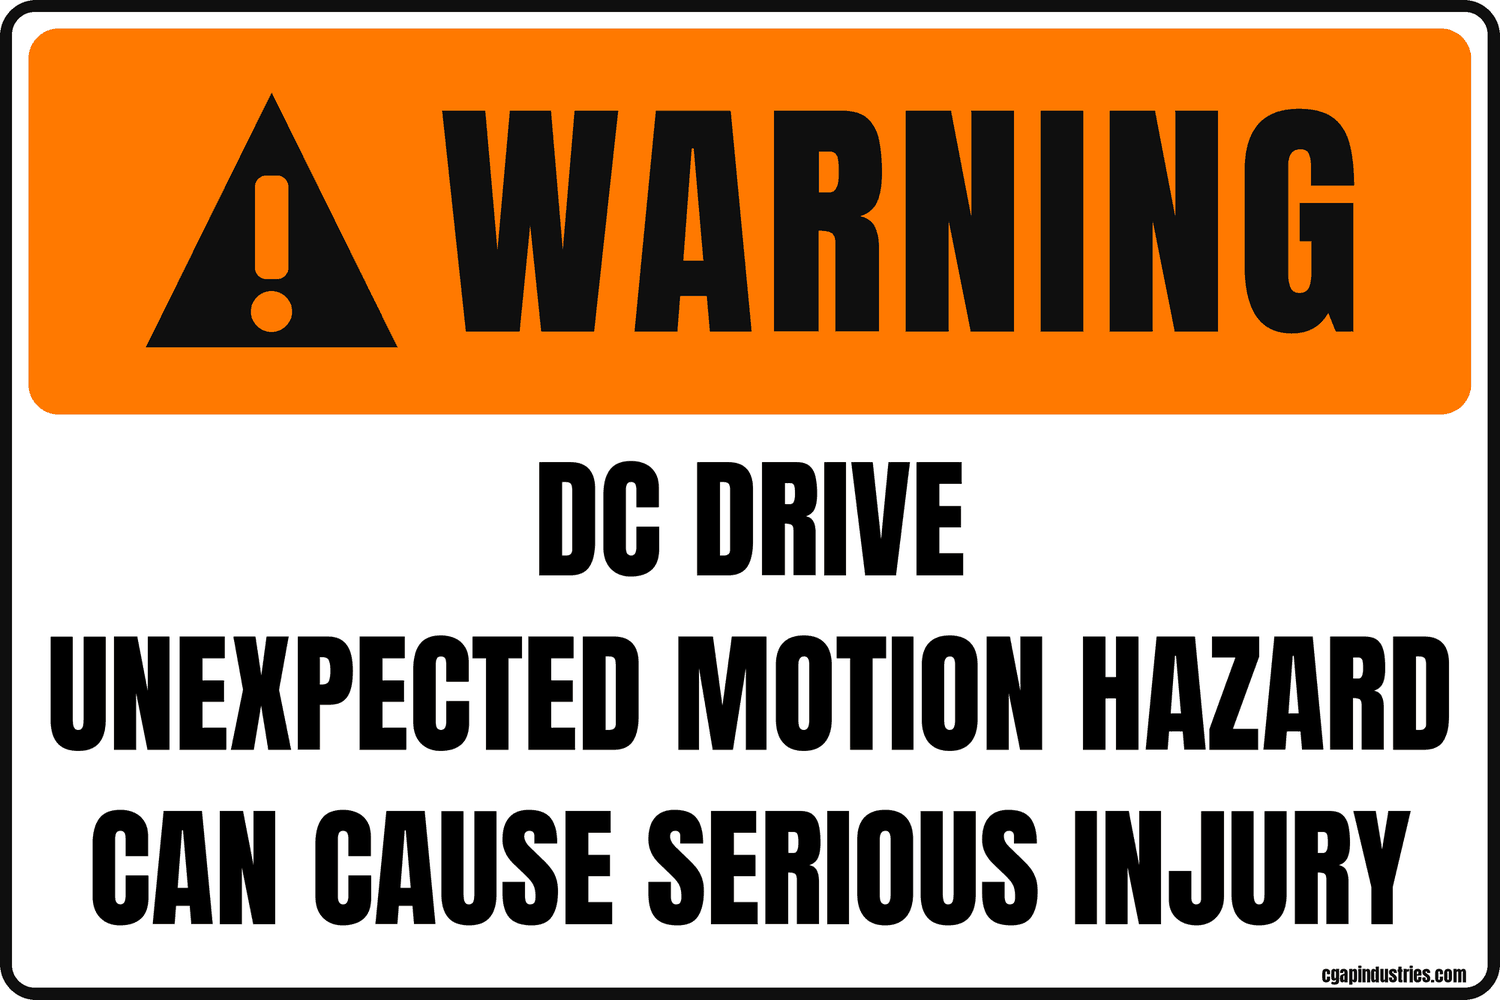 WARNING
DC DRIVE
UNEXPECTED MOTION HAZARD
CAN CAUSE SERIOUS INJURY
cgapindustries.com